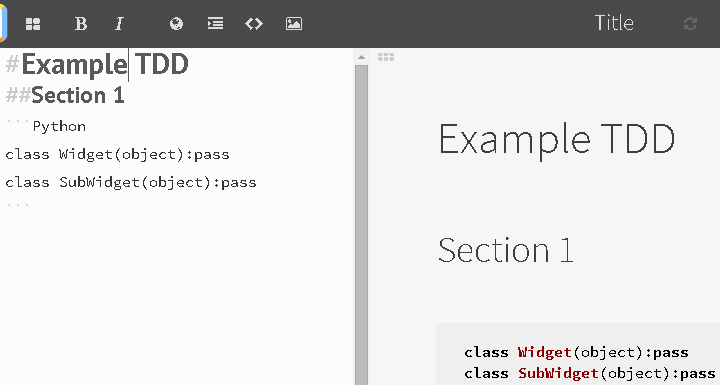 B I Title
#Example TDD
##Section 1
```Python
class Widget(object):pass
class SubWidget(object):pass
```
Example TDD
Section 1
class Widget(object):pass
class SubWidget(object):pass